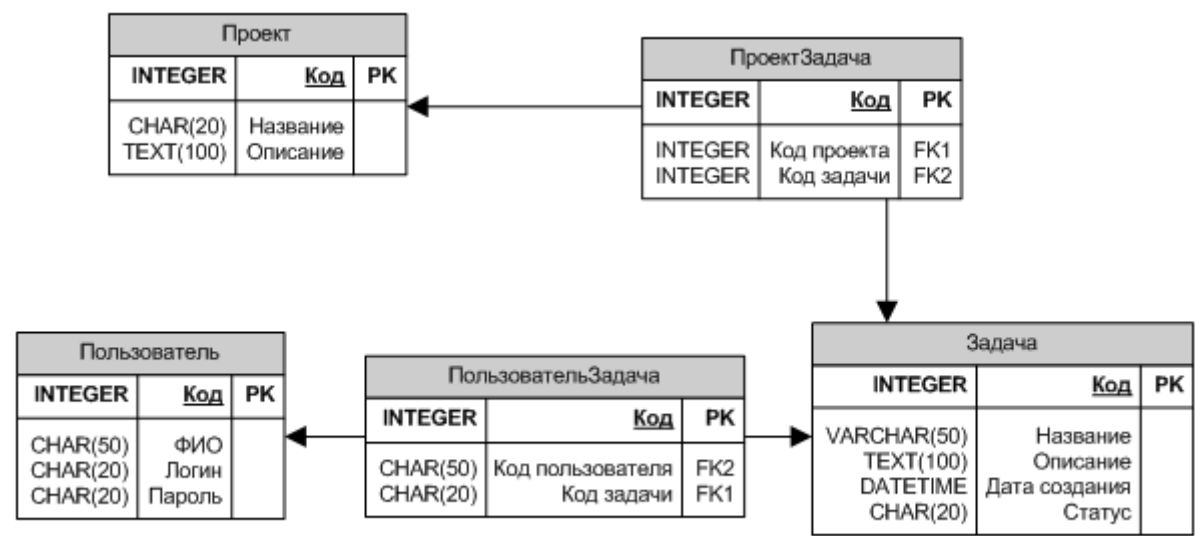 Проект
INTEGER Код PK
CHAR(20) Название
TEXT(100) Описание
ПроектЗадача
INTEGER Код PK
INTEGER Код проекта FK1
INTEGER Код задачи FK2
Пользователь
INTEGER Код PK
CHAR(50) ФИО
CHAR(20) Логин
CHAR(20) Пароль
ПользовательЗадача
INTEGER Код PK
CHAR(50) Код пользователя FK2
CHAR(20) Код задачи FK1
Задача
INTEGER Код PK
VARCHAR(50) Название
TEXT(100) Описание
DATETIME Дата создания
CHAR(20) Статус